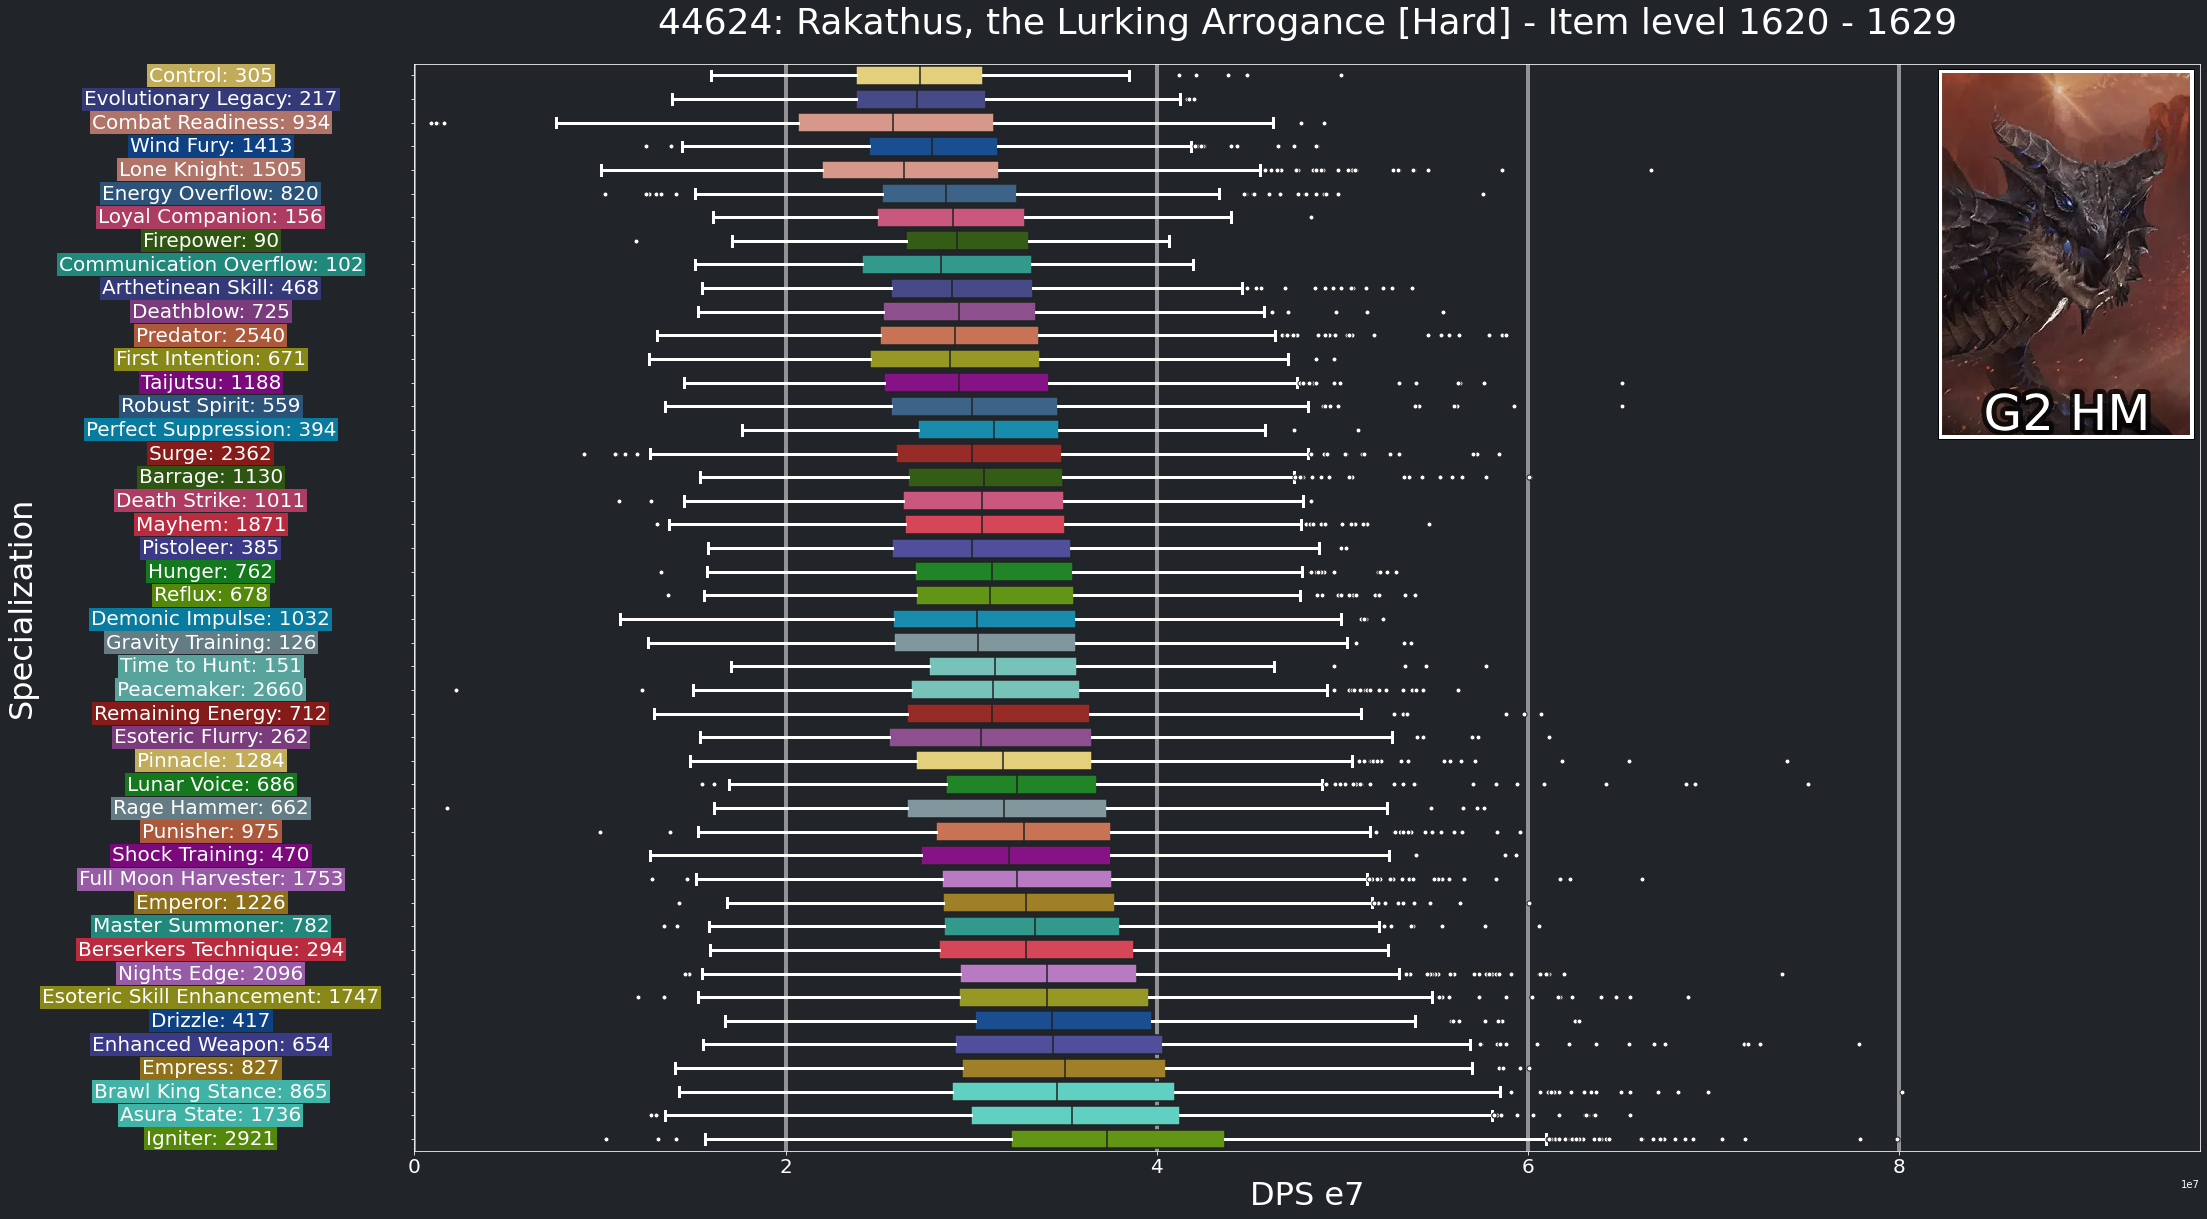 44624: Rakathus, the Lurking Arrogance [Hard] - Item level 1620 - 1629
Control: 305
Evolutionary Legacy: 217
Combat Readiness: 934
Wind Fury: 1413
Lone Knight: 1505
Energy Overflow: 820
Loyal Companion: 156
Firepower: 90
Communication Overflow: 102
Arthetinean Skill: 468
Deathblow: 725
Predator: 2540
First Intention: 671
Taijutsu: 1188
Robust Spirit: 559
Perfect Suppression: 394
Surge: 2362
Barrage: 1130
Death Strike: 1011
Mayhem: 1871
Pistoleer: 385
Hunger: 762
Reflux: 678
Demonic Impulse: 1032
Gravity Training: 126
Time to Hunt: 151
Peacemaker: 2660
Remaining Energy: 712
Esoteric Flurry: 262
Pinnacle: 1284
Lunar Voice: 686
Rage Hammer: 662
Punisher: 975
Shock Training: 470
Full Moon Harvester: 1753
Emperor: 1226
Master Summoner: 782
Berserkers Technique: 294
Nights Edge: 2096
Esoteric Skill Enhancement: 1747
Drizzle: 417
Enhanced Weapon: 654
Empress: 827
Brawl King Stance: 865
Asura State: 1736
Igniter: 2921
Specialization
G2 HM
0 2 4 6 8
DPS e7
1e7